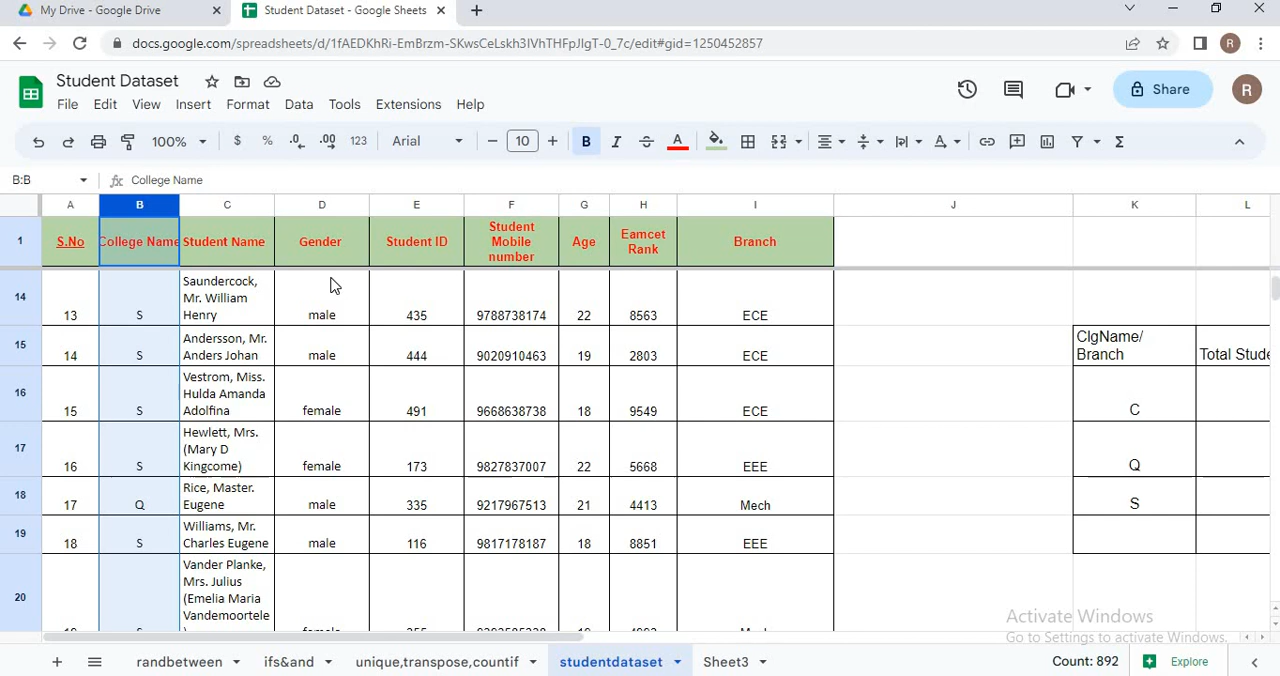 My Drive - Google Drive
Student Dataset - Google Sheets
docs.google.com/spreadsheets/d/1fAEDKhRi-EmBrzm-SKwsCeLskh3IVhTHFpJIgT-0_7c/edit#gid=1250452857
R
Student Dataset
File Edit View Insert Format Data Tools Extensions Help
Share
R
100% $ % .0 .00 123 Arial 10 B I A Σ
B:B
fx College Name
A B C D E F G H I J K L
1 S.No College Name Student Name Gender Student ID Student Mobile number Age Eamcet Rank Branch
14 13 S Saundercock, Mr. William Henry male 435 9788738174 22 8563 ECE
15 14 S Andersson, Mr. Anders Johan male 444 9020910463 19 2803 ECE ClgName/ Branch Total Stude
16 15 S Vestrom, Miss. Hulda Amanda Adolfina female 491 9668638738 18 9549 ECE C
17 16 S Hewlett, Mrs. (Mary D Kingcome) female 173 9827837007 22 5668 EEE Q
18 17 Q Rice, Master. Eugene male 335 9217967513 21 4413 Mech S
19 18 S Williams, Mr. Charles Eugene male 116 9817178187 18 8851 EEE
20 Vander Planke, Mrs. Julius (Emelia Maria Vandemoortele
Activate Windows
Go to Settings to activate Windows.
randbetween ifs&and unique,transpose,countif studentdataset Sheet3 Count: 892 Explore